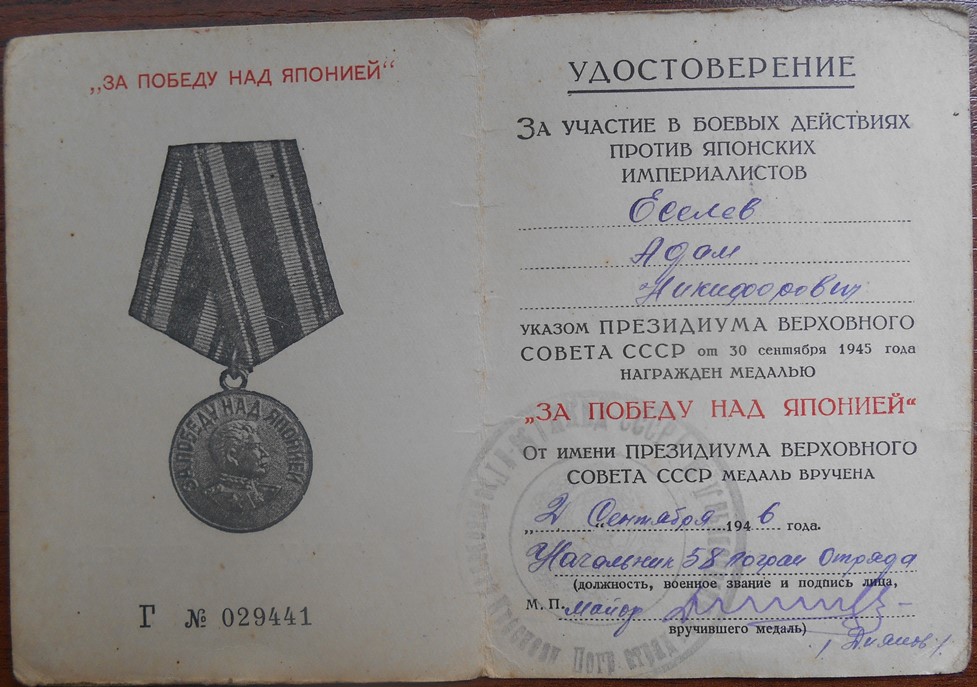 „ЗА ПОБЕДУ НАД ЯПОНИЕЙ“
ЗА ПОБЕДУ НАД ЯПОНИЕЙ
Г № 029441
УДОСТОВЕРЕНИЕ
ЗА УЧАСТИЕ В БОЕВЫХ ДЕЙСТВИЯХ
ПРОТИВ ЯПОНСКИХ
ИМПЕРИАЛИСТОВ
Еселев
Адам
Никифорович
УКАЗОМ ПРЕЗИДИУМА ВЕРХОВНОГО
СОВЕТА СССР от 30 сентября 1945 года
НАГРАЖДЕН МЕДАЛЬЮ
„ЗА ПОБЕДУ НАД ЯПОНИЕЙ“
ОТ ИМЕНИ ПРЕЗИДИУМА ВЕРХОВНОГО
СОВЕТА СССР МЕДАЛЬ ВРУЧЕНА
Сентября 1946 года.
Начальник 58 Погран Отряда
(должность, военное звание и подпись лица,
М. П. майор
вручившего медаль)